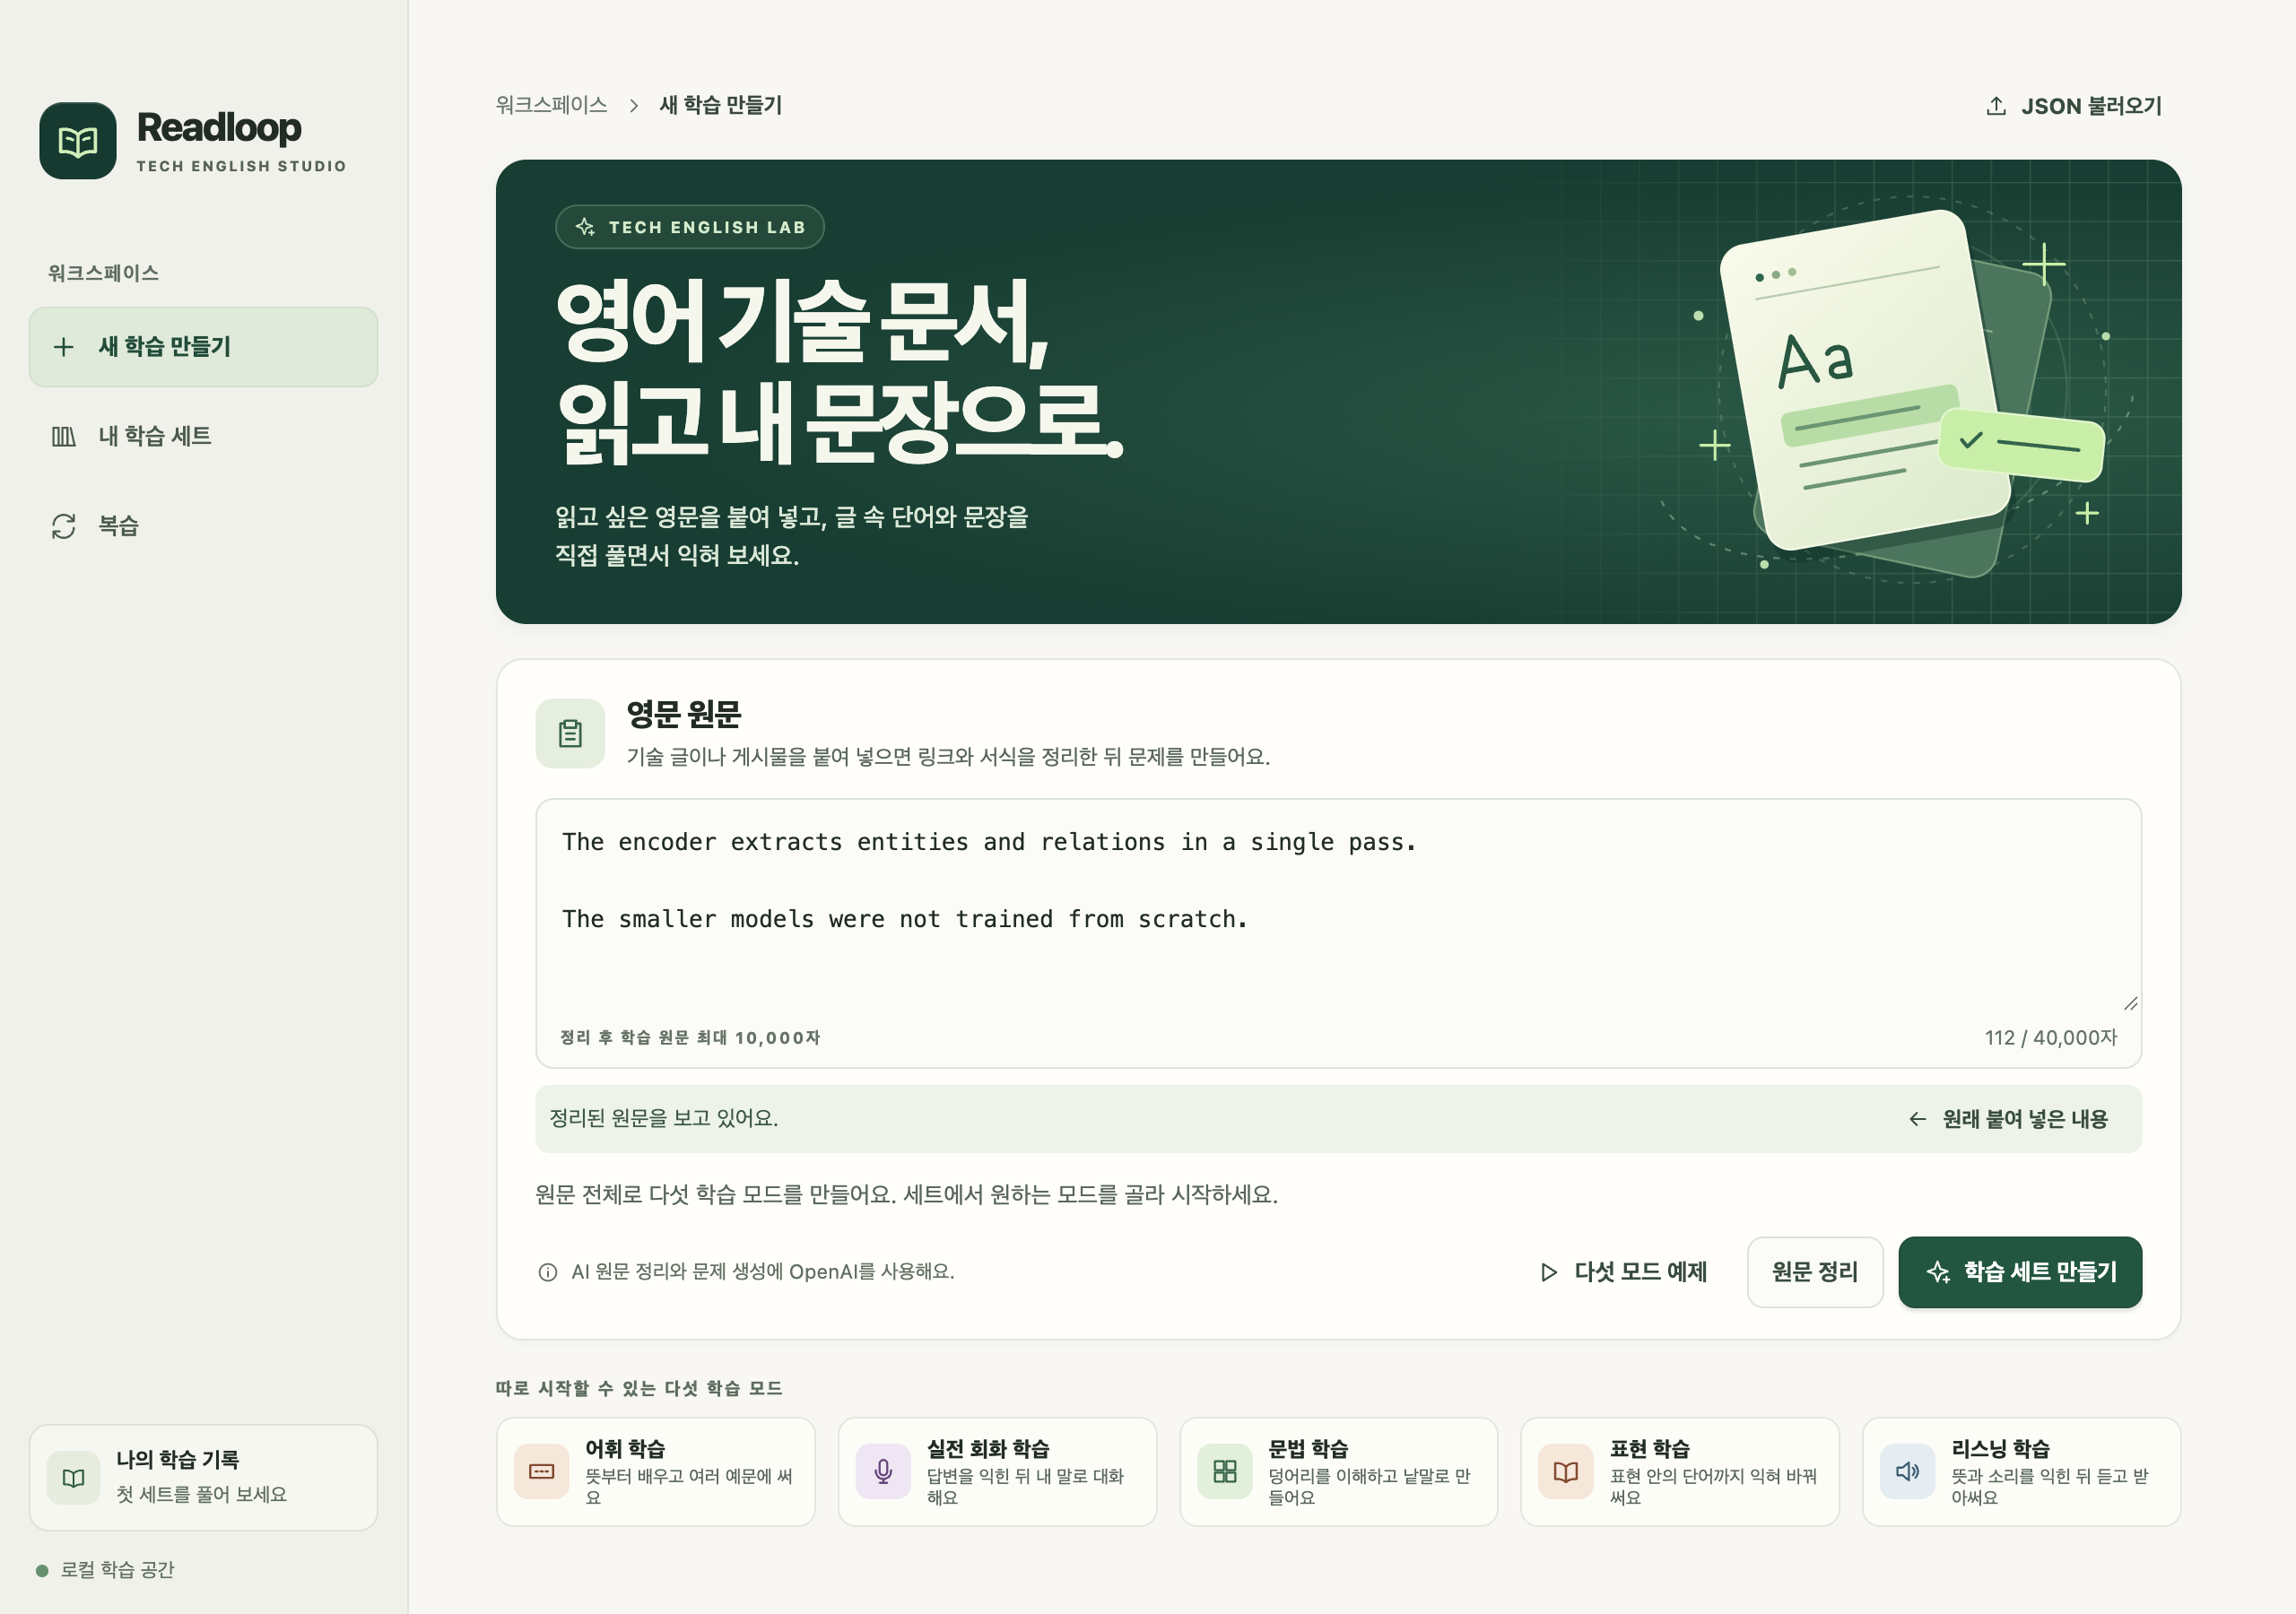 Readloop
TECH ENGLISH STUDIO
워크스페이스
새 학습 만들기
내 학습 세트
복습
나의 학습 기록
첫 세트를 풀어 보세요
로컬 학습 공간
워크스페이스 > 새 학습 만들기
JSON 불러오기
TECH ENGLISH LAB
영어 기술 문서,
읽고 내 문장으로.
읽고 싶은 영문을 붙여 넣고, 글 속 단어와 문장을
직접 풀면서 익혀 보세요.
Aa
영문 원문
기술 글이나 게시물을 붙여 넣으면 링크와 서식을 정리한 뒤 문제를 만들어요.
The encoder extracts entities and relations in a single pass.
The smaller models were not trained from scratch.
정리 후 학습 원문 최대 10,000자
112 / 40,000자
정리된 원문을 보고 있어요.
원래 붙여 넣은 내용
원문 전체로 다섯 학습 모드를 만들어요. 세트에서 원하는 모드를 골라 시작하세요.
AI 원문 정리와 문제 생성에 OpenAI를 사용해요.
다섯 모드 예제
원문 정리
학습 세트 만들기
따로 시작할 수 있는 다섯 학습 모드
어휘 학습
뜻부터 배우고 여러 예문에 써
요
실전 회화 학습
답변을 익힌 뒤 내 말로 대화
해요
문법 학습
덩어리를 이해하고 낱말로 만
들어요
표현 학습
표현 안의 단어까지 익혀 바꿔
써요
리스닝 학습
뜻과 소리를 익힌 뒤 듣고 받
아써요